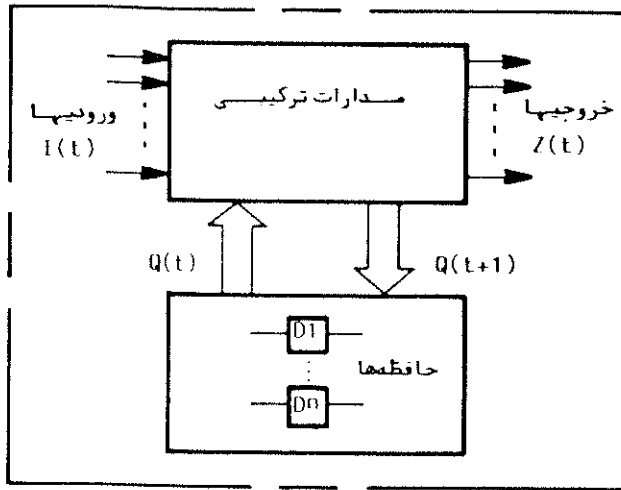 مدارات ترکیبی
ورودیها
I(t)
خروجیها
Z(t)
Q(t)
Q(t+1)
D1
حافظه‌ها
Dn